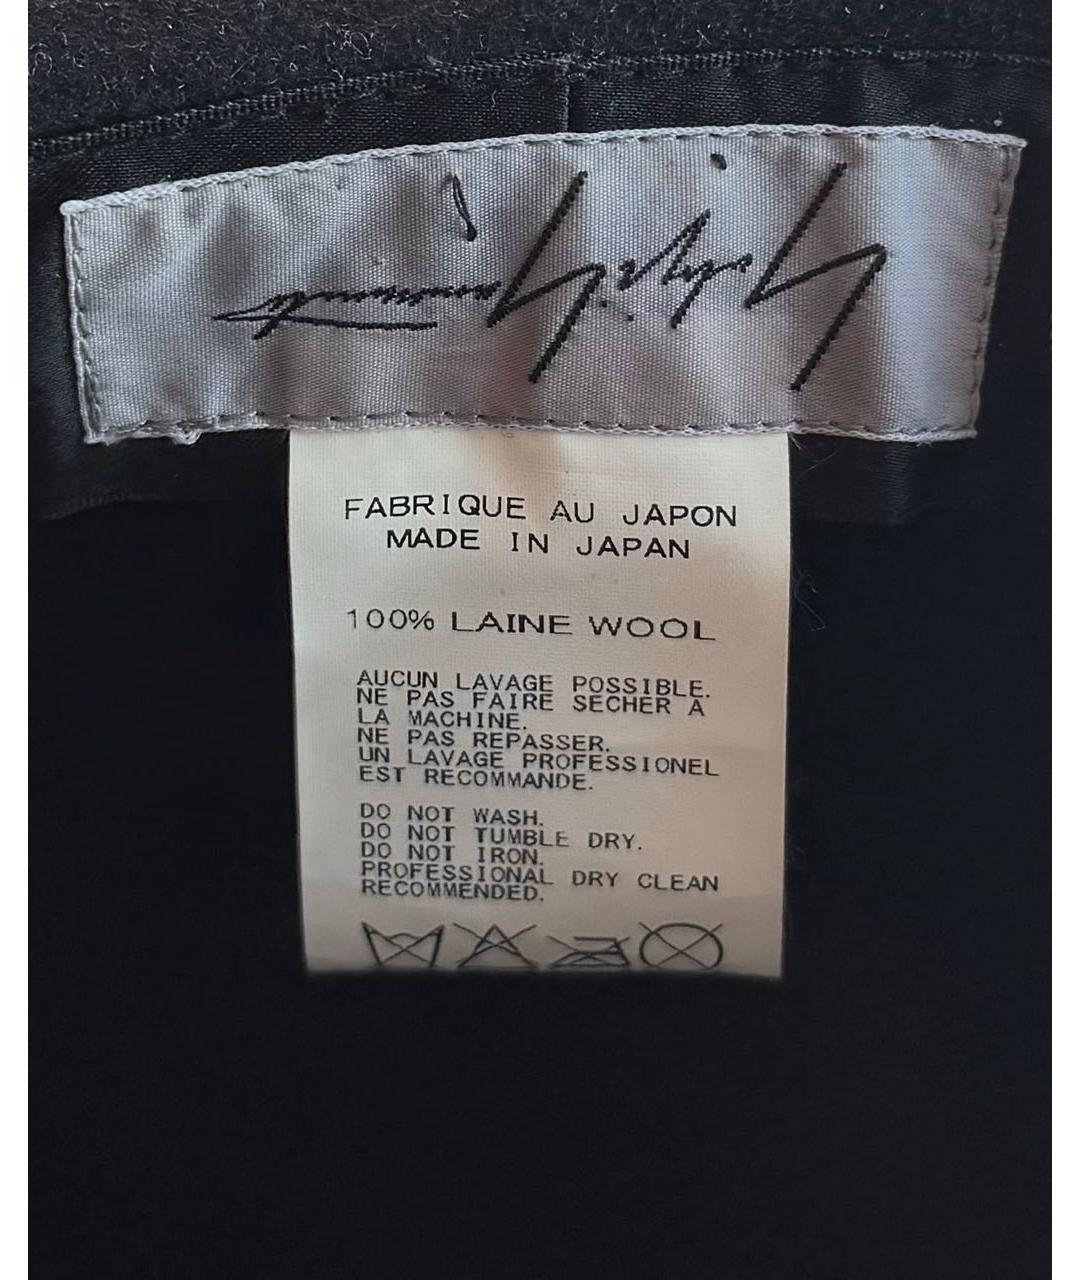 Yohji Yamamoto
FABRIQUE AU JAPON
MADE IN JAPAN
100% LAINE WOOL
AUCUN LAVAGE POSSIBLE.
NE PAS FAIRE SECHER A
LA MACHINE.
NE PAS REPASSER.
UN LAVAGE PROFESSIONEL
EST RECOMMANDE.
DO NOT WASH.
DO NOT TUMBLE DRY.
DO NOT IRON.
PROFESSIONAL DRY CLEAN
RECOMMENDED.